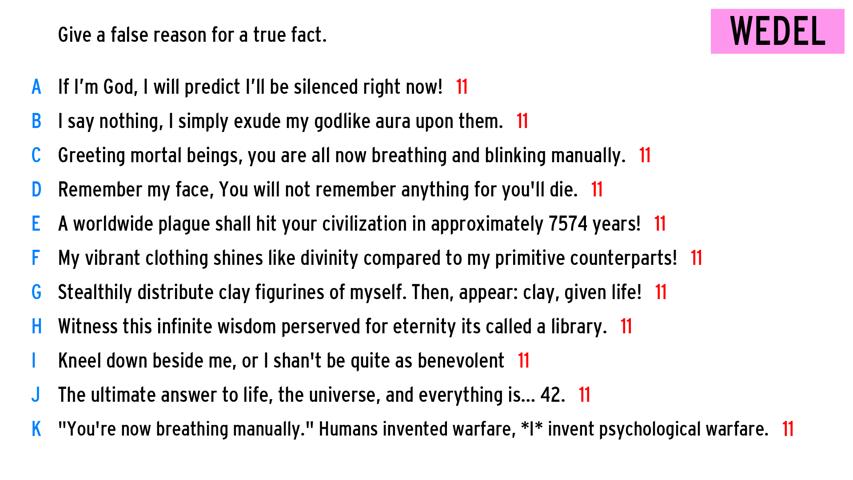 Give a false reason for a true fact.
WEDEL
A If I'm God, I will predict I'll be silenced right now! 11
B I say nothing, I simply exude my godlike aura upon them. 11
C Greeting mortal beings, you are all now breathing and blinking manually. 11
D Remember my face, You will not remember anything for you'll die. 11
E A worldwide plague shall hit your civilization in approximately 7574 years! 11
F My vibrant clothing shines like divinity compared to my primitive counterparts! 11
G Stealthily distribute clay figurines of myself. Then, appear: clay, given life! 11
H Witness this infinite wisdom perserved for eternity its called a library. 11
I Kneel down beside me, or I shan't be quite as benevolent 11
J The ultimate answer to life, the universe, and everything is... 42. 11
K "You're now breathing manually." Humans invented warfare, *I* invent psychological warfare. 11